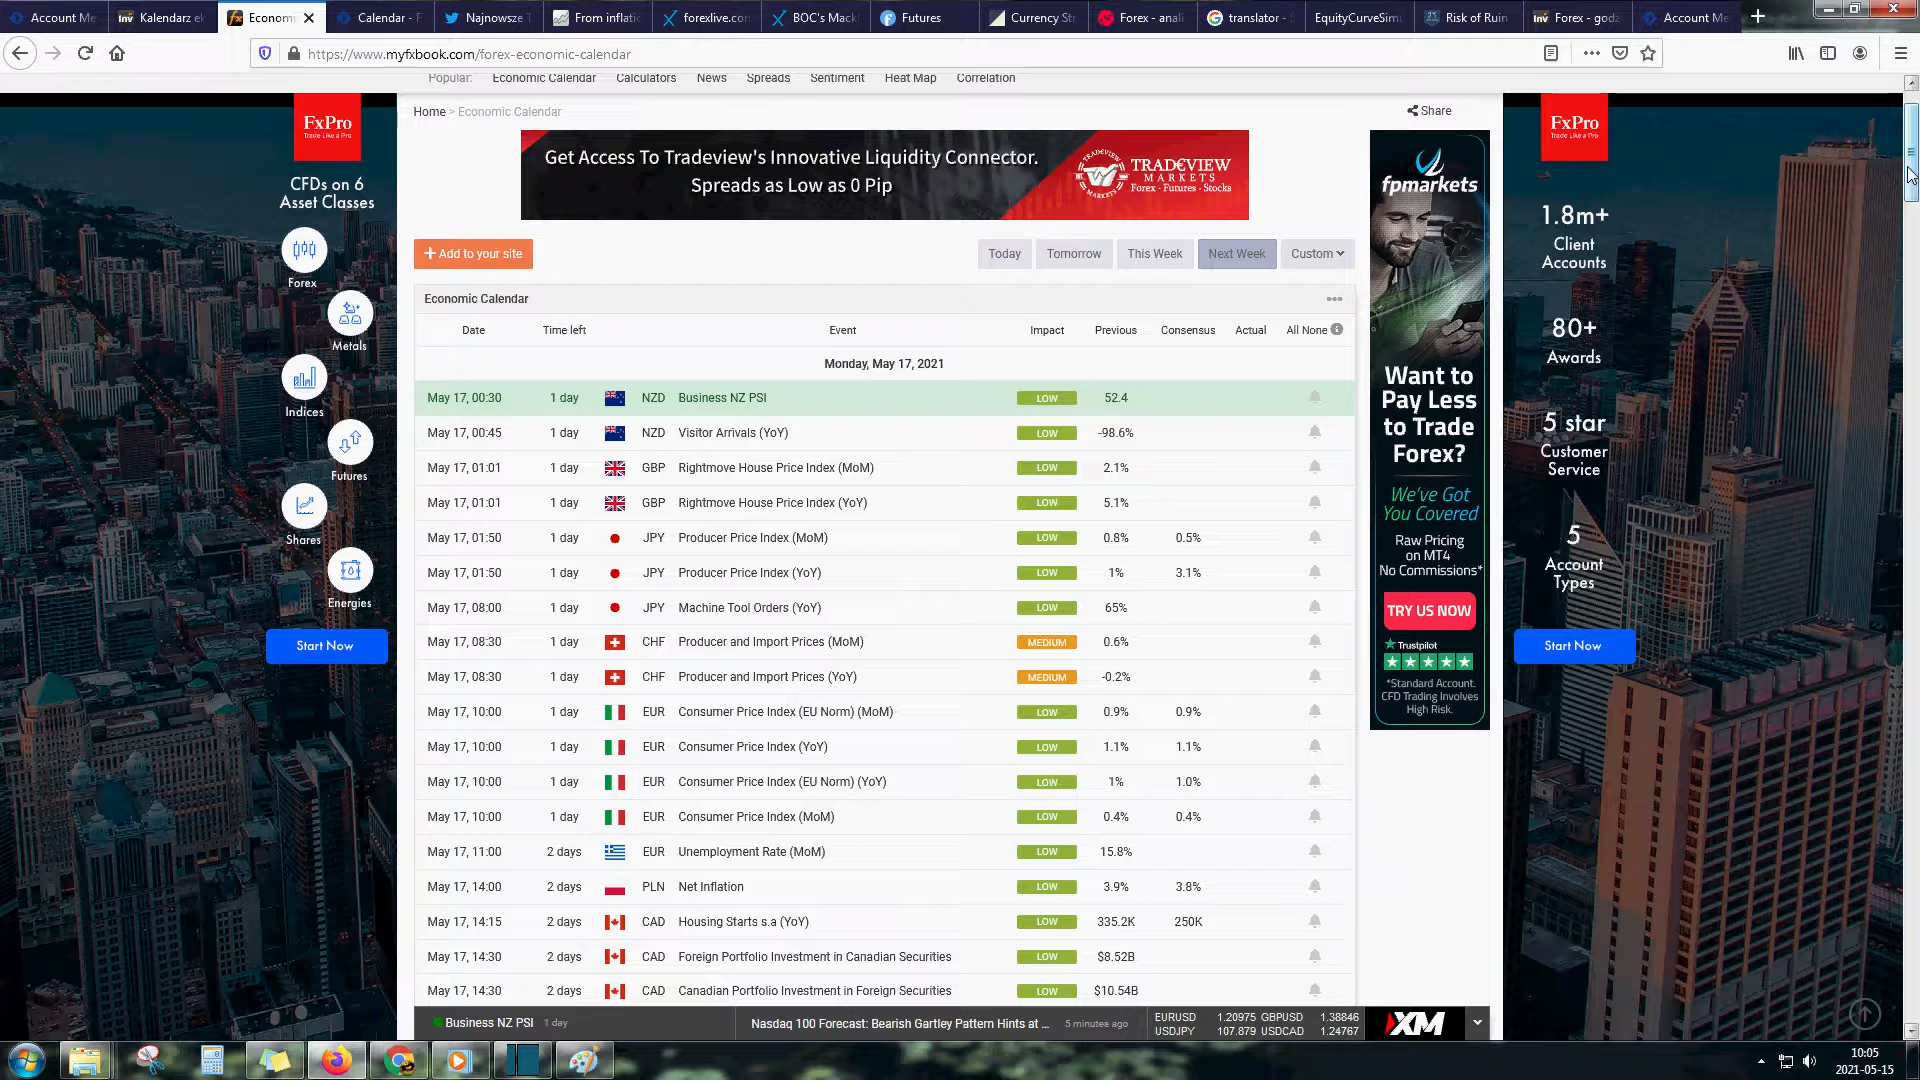 Account Me
Kalendarz ek
Econom
Calendar - F
Najnowsze T
From inflatio
forexlive.com
BOC's Mackl
Futures
Currency Str
Forex - anali
translator - S
EquityCurveSimu
Risk of Ruin
Forex - godz
Account Me
https://www.myfxbook.com/forex-economic-calendar
Popular: Economic Calendar Calculators News Spreads Sentiment Heat Map Correlation
Home > Economic Calendar
Share
FxPro
Trade Like a Pro
CFDs on 6
Asset Classes
Forex
Metals
Indices
Futures
Shares
Energies
Start Now
Get Access To Tradeview's Innovative Liquidity Connector.
Spreads as Low as 0 Pip
TRADEVIEW
MARKETS
Forex · Futures · Stocks
+ Add to your site
Today Tomorrow This Week Next Week Custom
Economic Calendar
Date Time left Event Impact Previous Consensus Actual All None
Monday, May 17, 2021
May 17, 00:30 1 day NZD Business NZ PSI LOW 52.4
May 17, 00:45 1 day NZD Visitor Arrivals (YoY) LOW -98.6%
May 17, 01:01 1 day GBP Rightmove House Price Index (MoM) LOW 2.1%
May 17, 01:01 1 day GBP Rightmove House Price Index (YoY) LOW 5.1%
May 17, 01:50 1 day JPY Producer Price Index (MoM) LOW 0.8% 0.5%
May 17, 01:50 1 day JPY Producer Price Index (YoY) LOW 1% 3.1%
May 17, 08:00 1 day JPY Machine Tool Orders (YoY) LOW 65%
May 17, 08:30 1 day CHF Producer and Import Prices (MoM) MEDIUM 0.6%
May 17, 08:30 1 day CHF Producer and Import Prices (YoY) MEDIUM -0.2%
May 17, 10:00 1 day EUR Consumer Price Index (EU Norm) (MoM) LOW 0.9% 0.9%
May 17, 10:00 1 day EUR Consumer Price Index (YoY) LOW 1.1% 1.1%
May 17, 10:00 1 day EUR Consumer Price Index (EU Norm) (YoY) LOW 1% 1.0%
May 17, 10:00 1 day EUR Consumer Price Index (MoM) LOW 0.4% 0.4%
May 17, 11:00 2 days EUR Unemployment Rate (MoM) LOW 15.8%
May 17, 14:00 2 days PLN Net Inflation LOW 3.9% 3.8%
May 17, 14:15 2 days CAD Housing Starts s.a (YoY) LOW 335.2K 250K
May 17, 14:30 2 days CAD Foreign Portfolio Investment in Canadian Securities LOW $8.52B
May 17, 14:30 2 days CAD Canadian Portfolio Investment in Foreign Securities LOW $10.54B
fpmarkets
Want to
Pay Less
to Trade
Forex?
We've Got
You Covered
Raw Pricing
on MT4
No Commissions*
TRY US NOW
Trustpilot
*Standard Account.
CFD Trading Involves
High Risk.
FxPro
Trade Like a Pro
1.8m+
Client
Accounts
80+
Awards
5 star
Customer
Service
5
Account
Types
Start Now
Business NZ PSI 1 day
Nasdaq 100 Forecast: Bearish Gartley Pattern Hints at ... 5 minutes ago
EURUSD 1.20975 GBPUSD 1.38846
USDJPY 107.879 USDCAD 1.24767
XM
10:05
2021-05-15